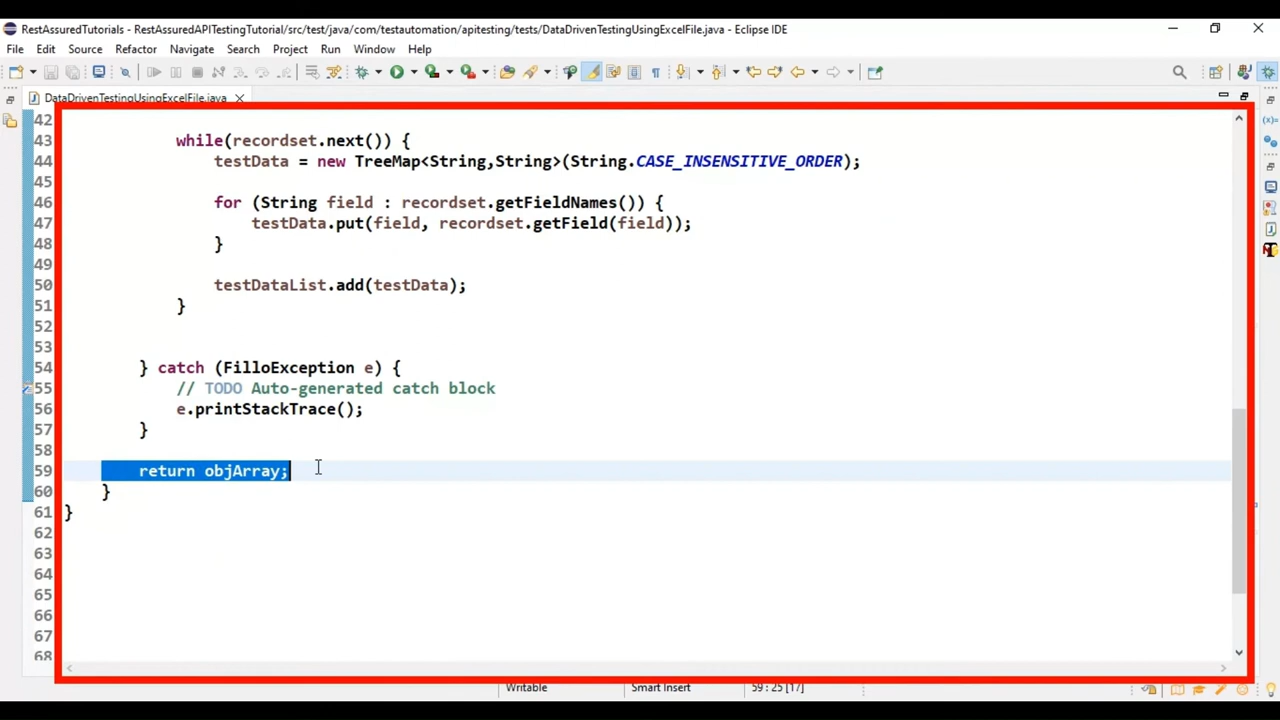 RestAssuredTutorials - RestAssuredAPITestingTutorial/src/test/java/com/testautomation/apitesting/tests/DataDrivenTestingUsingExcelFile.java - Eclipse IDE
File Edit Source Refactor Navigate Search Project Run Window Help
DataDrivenTestingUsingExcelFile.java
42
43 while(recordset.next()) {
44 testData = new TreeMap<String,String>(String.CASE_INSENSITIVE_ORDER);
45
46 for (String field : recordset.getFieldNames()) {
47 testData.put(field, recordset.getField(field));
48 }
49
50 testDataList.add(testData);
51 }
52
53
54 } catch (FilloException e) {
55 // TODO Auto-generated catch block
56 e.printStackTrace();
57 }
58
59 return objArray;
60 }
61 }
62
63
64
65
66
67
68
Writable Smart Insert 59 : 25 [17]